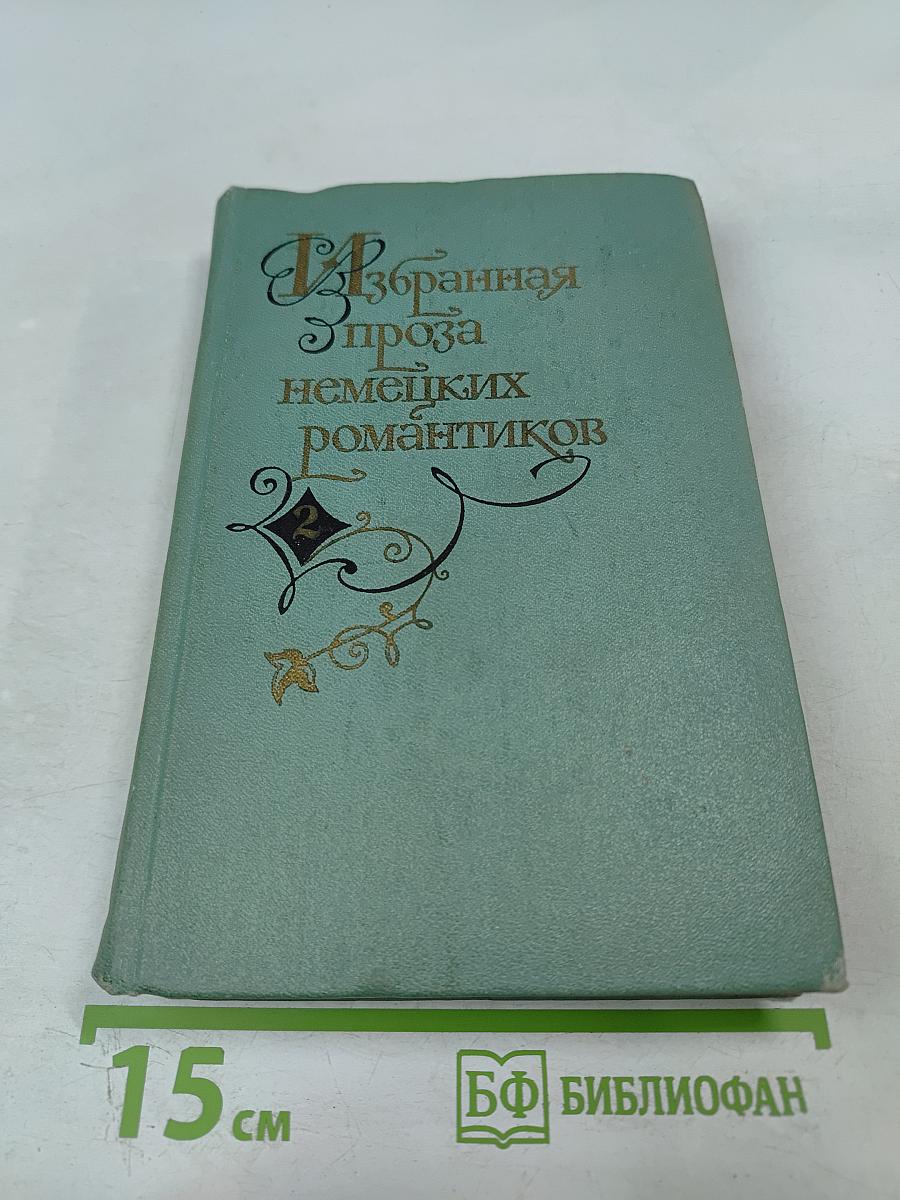 Избранная
проза
немецких
романтиков
2
15 см
БФ БИБЛИОФАН